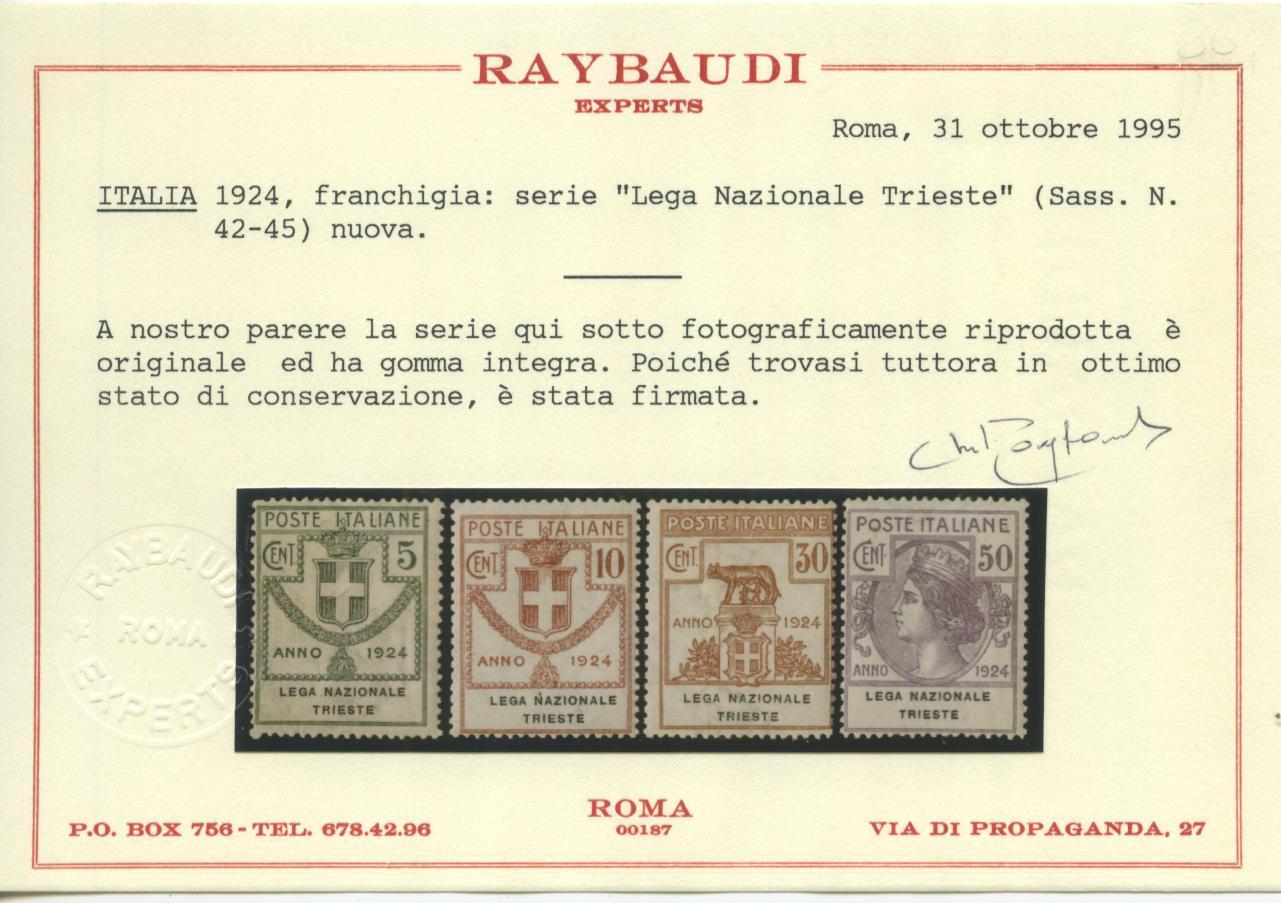 RAYBAUDI
EXPERTS
Roma, 31 ottobre 1995
ITALIA 1924, franchigia: serie "Lega Nazionale Trieste" (Sass. N.
42-45) nuova.
A nostro parere la serie qui sotto fotograficamente riprodotta è
originale ed ha gomma integra. Poiché trovasi tuttora in ottimo
stato di conservazione, è stata firmata.
POSTE ITALIANE
CENT. 5
ANNO 1924
LEGA NAZIONALE
TRIESTE
POSTE ITALIANE
CENT. 10
ANNO 1924
LEGA NAZIONALE
TRIESTE
POSTE ITALIANE
CENT. 30
ANNO 1924
LEGA NAZIONALE
TRIESTE
POSTE ITALIANE
CENT. 50
ANNO 1924
LEGA NAZIONALE
TRIESTE
RAYBAUDI
ROMA
EXPERTS
ROMA
00187
P.O. BOX 756 - TEL. 678.42.96
VIA DI PROPAGANDA, 27